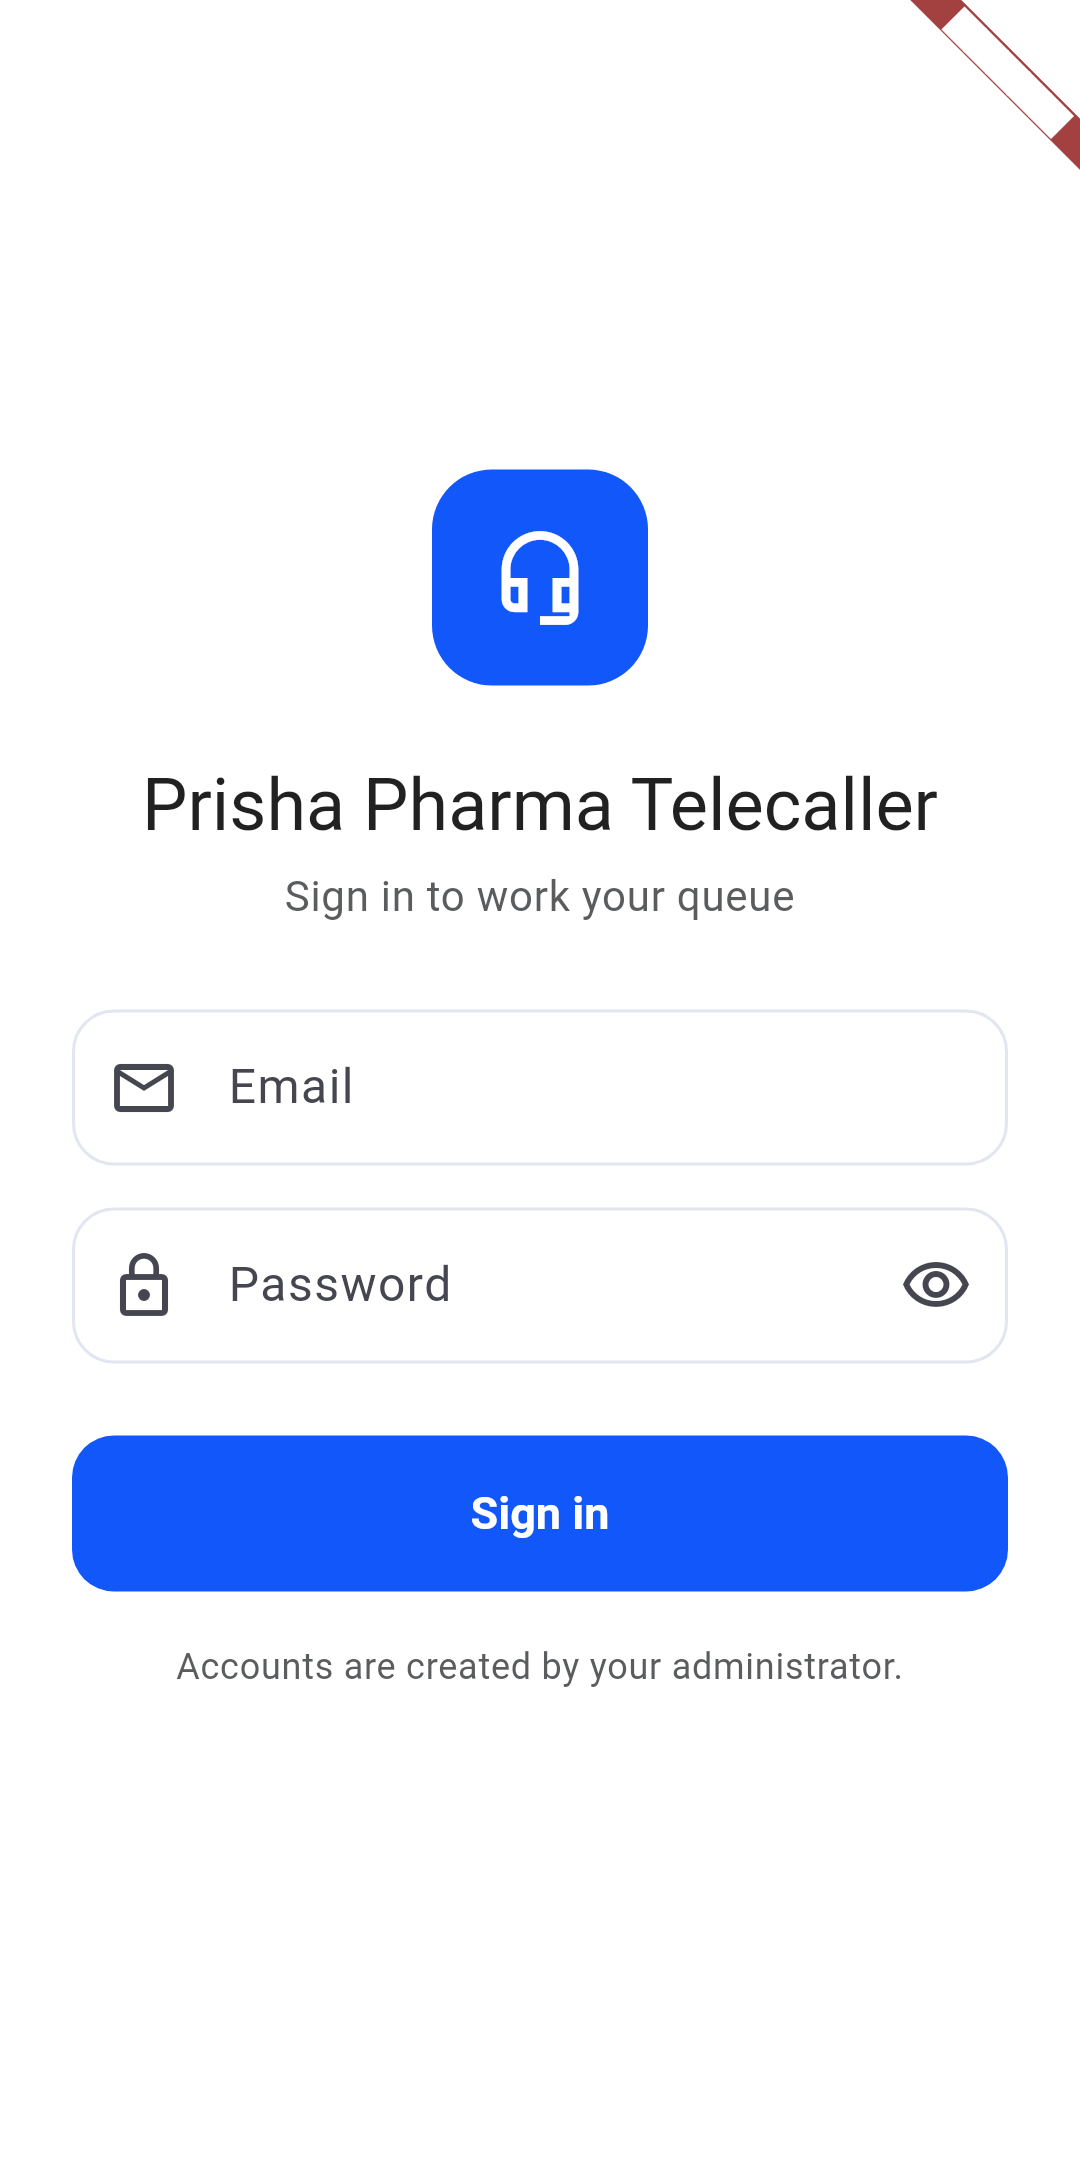 Prisha Pharma Telecaller
Sign in to work your queue
Email
Password
Sign in
Accounts are created by your administrator.